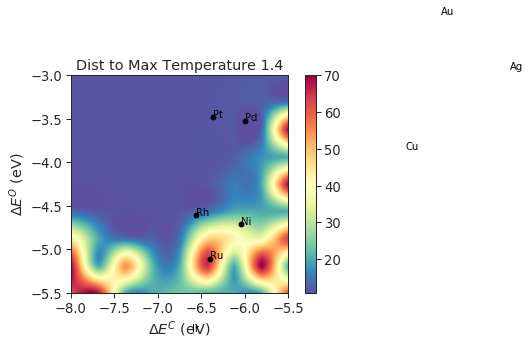 Au
Ag
Dist to Max Temperature 1.4
Cu
−3.0
−3.5
−4.0
−4.5
−5.0
−5.5
ΔE^O (eV)
Pt
Pd
Rh
Ni
Ru
−8.0 −7.5 −7.0 −6.5 −6.0 −5.5
ΔE^C (eV)
70
60
50
40
30
20